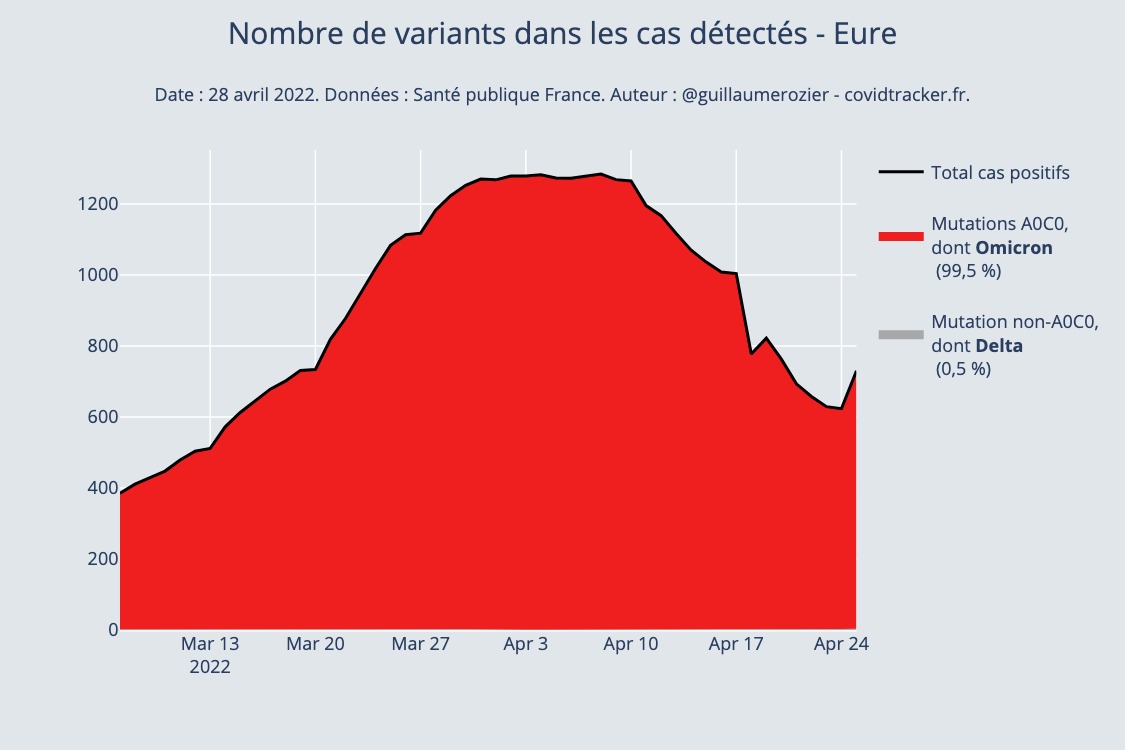 Nombre de variants dans les cas détectés - Eure
Date : 28 avril 2022. Données : Santé publique France. Auteur : @guillaumerozier - covidtracker.fr.
Total cas positifs
Mutations A0C0,
dont Omicron
(99,5 %)
Mutation non-A0C0,
dont Delta
(0,5 %)
1200
1000
800
600
400
200
0
Mar 13 Mar 20 Mar 27 Apr 3 Apr 10 Apr 17 Apr 24
2022